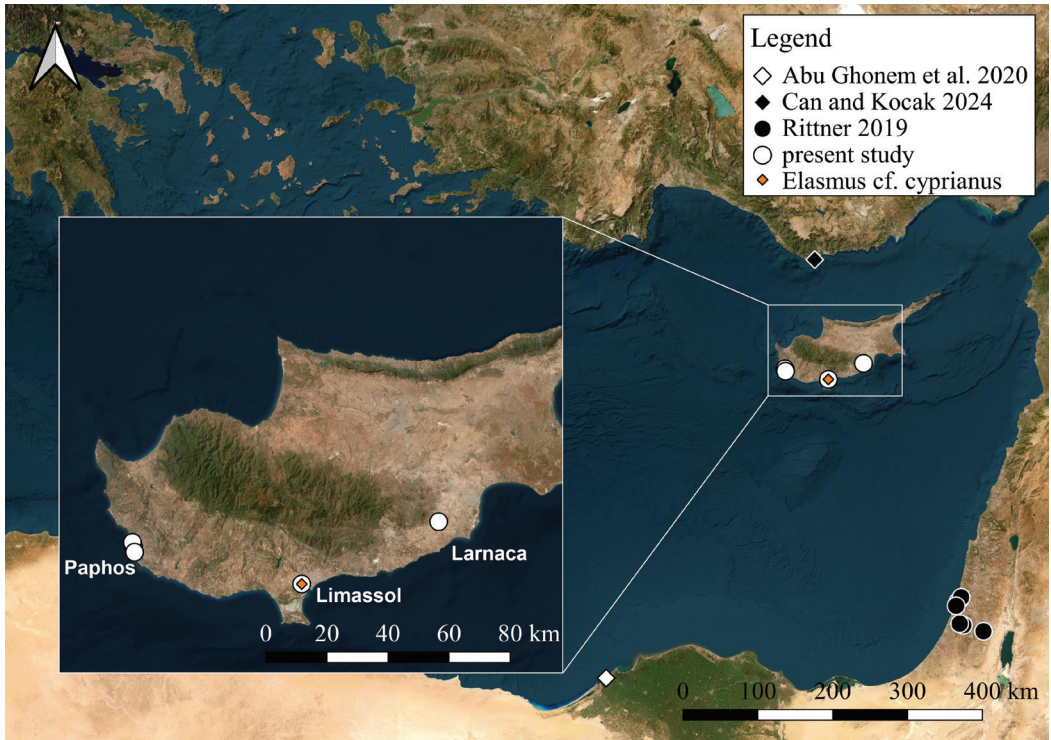 Legend
Abu Ghonem et al. 2020
Can and Kocak 2024
Rittner 2019
present study
Elasmus cf. cyprianus
Paphos
Larnaca
Limassol
0 20 40 60 80 km
0 100 200 300 400 km